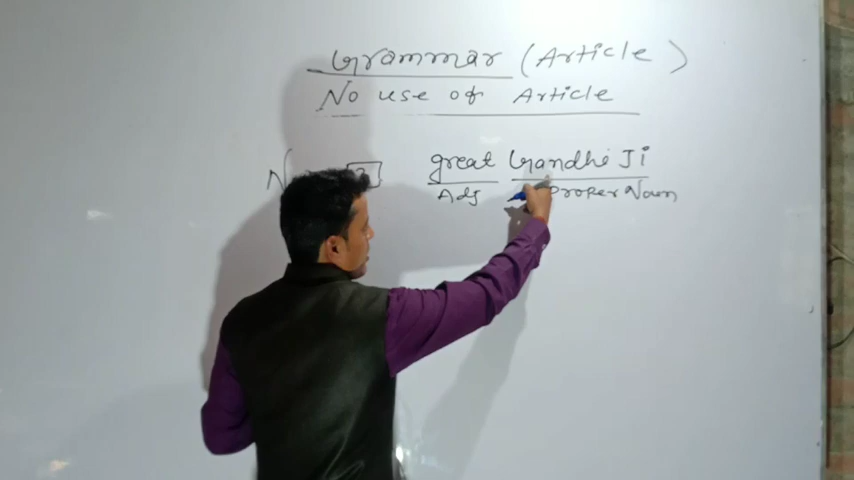 Grammar (Article)
No use of Article
great Gandhi Ji
Adj Proper Noun